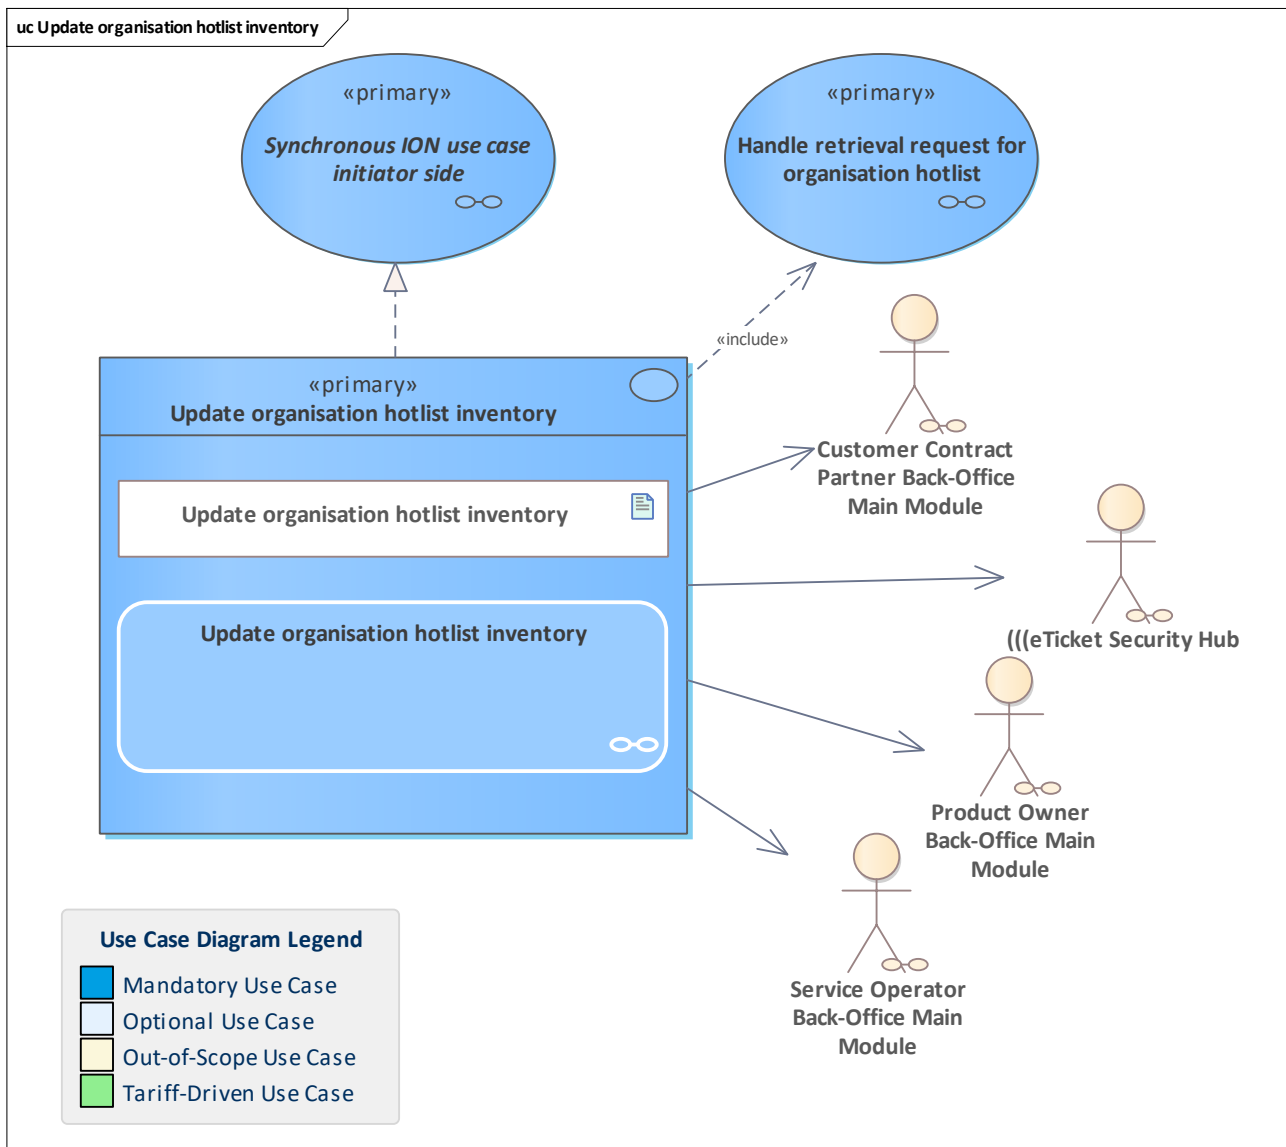 uc Update organisation hotlist inventory
«primary»
Synchronous ION use case
initiator side
«primary»
Handle retrieval request for
organisation hotlist
«include»
«primary»
Update organisation hotlist inventory
Update organisation hotlist inventory
Update organisation hotlist inventory
Customer Contract
Partner Back-Office
Main Module
(((eTicket Security Hub
Product Owner
Back-Office Main
Module
Service Operator
Back-Office Main
Module
Use Case Diagram Legend
Mandatory Use Case
Optional Use Case
Out-of-Scope Use Case
Tariff-Driven Use Case